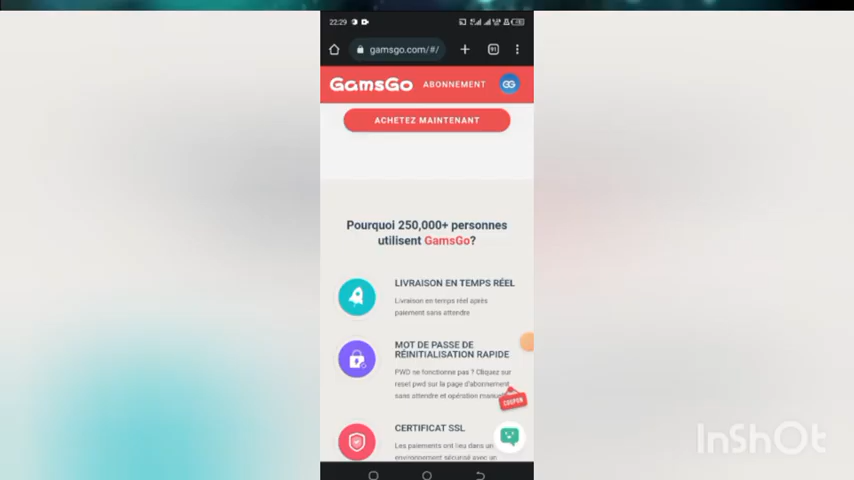 22:29
91
gamsgo.com/#/
GamsGo
ABONNEMENT
GG
ACHETEZ MAINTENANT
Pourquoi 250,000+ personnes
utilisent GamsGo?
LIVRAISON EN TEMPS RÉEL
Livraison en temps réel après
paiement sans attendre
MOT DE PASSE DE
RÉINITIALISATION RAPIDE
PWD ne fonctionne pas ? Cliquez sur
reset pwd sur la page d'abonnement
sans attendre et opération manuelle
COUPON
CERTIFICAT SSL
Les paiements ont lieu dans un
environnement sécurisé avec un
InShOt